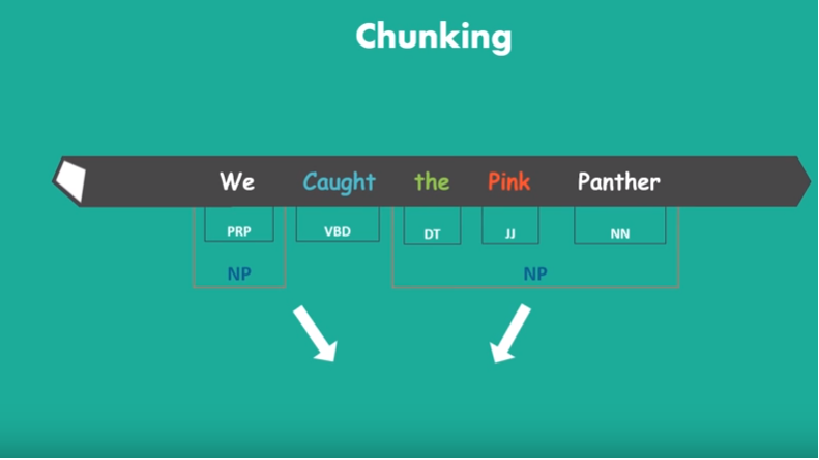 Chunking
We Caught the Pink Panther
PRP VBD DT JJ NN
NP NP